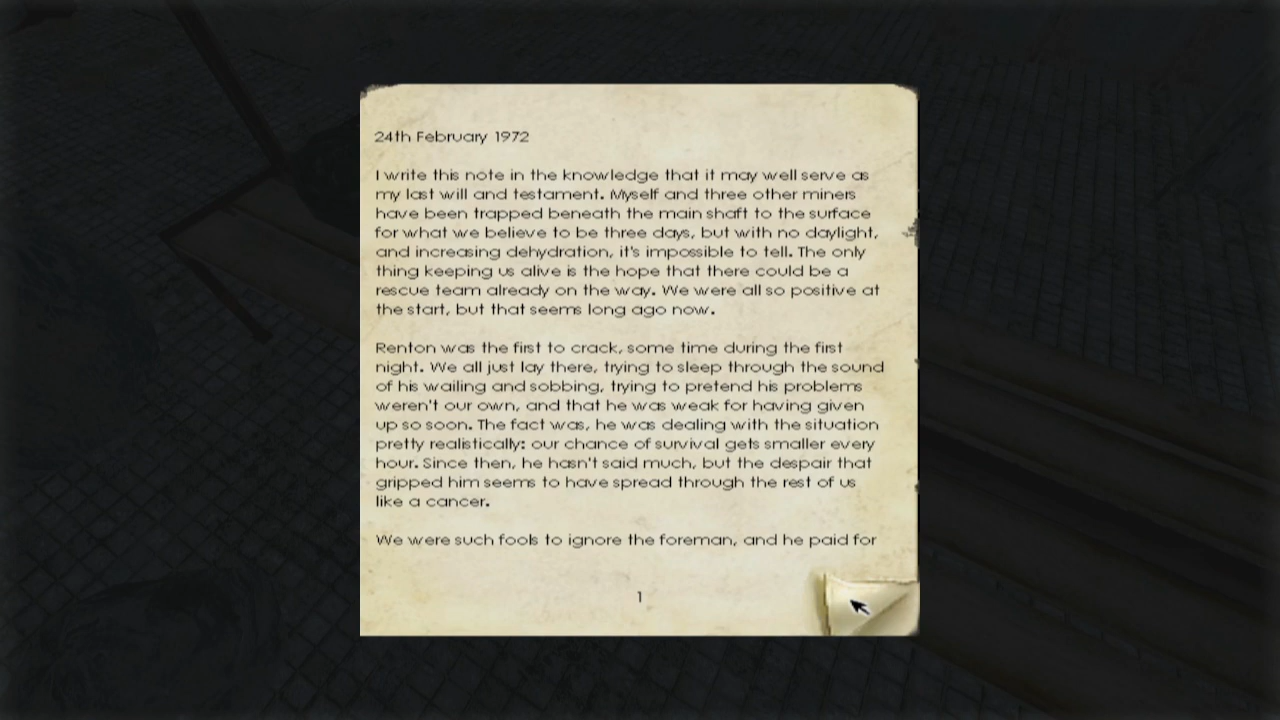 24th February 1972
I write this note in the knowledge that it may well serve as
my last will and testament. Myself and three other miners
have been trapped beneath the main shaft to the surface
for what we believe to be three days, but with no daylight,
and increasing dehydration, it's impossible to tell. The only
thing keeping us alive is the hope that there could be a
rescue team already on the way. We were all so positive at
the start, but that seems long ago now.
Renton was the first to crack, some time during the first
night. We all just lay there, trying to sleep through the sound
of his wailing and sobbing, trying to pretend his problems
weren't our own, and that he was weak for having given
up so soon. The fact was, he was dealing with the situation
pretty realistically: our chance of survival gets smaller every
hour. Since then, he hasn't said much, but the despair that
gripped him seems to have spread through the rest of us
like a cancer.
We were such fools to ignore the foreman, and he paid for
1